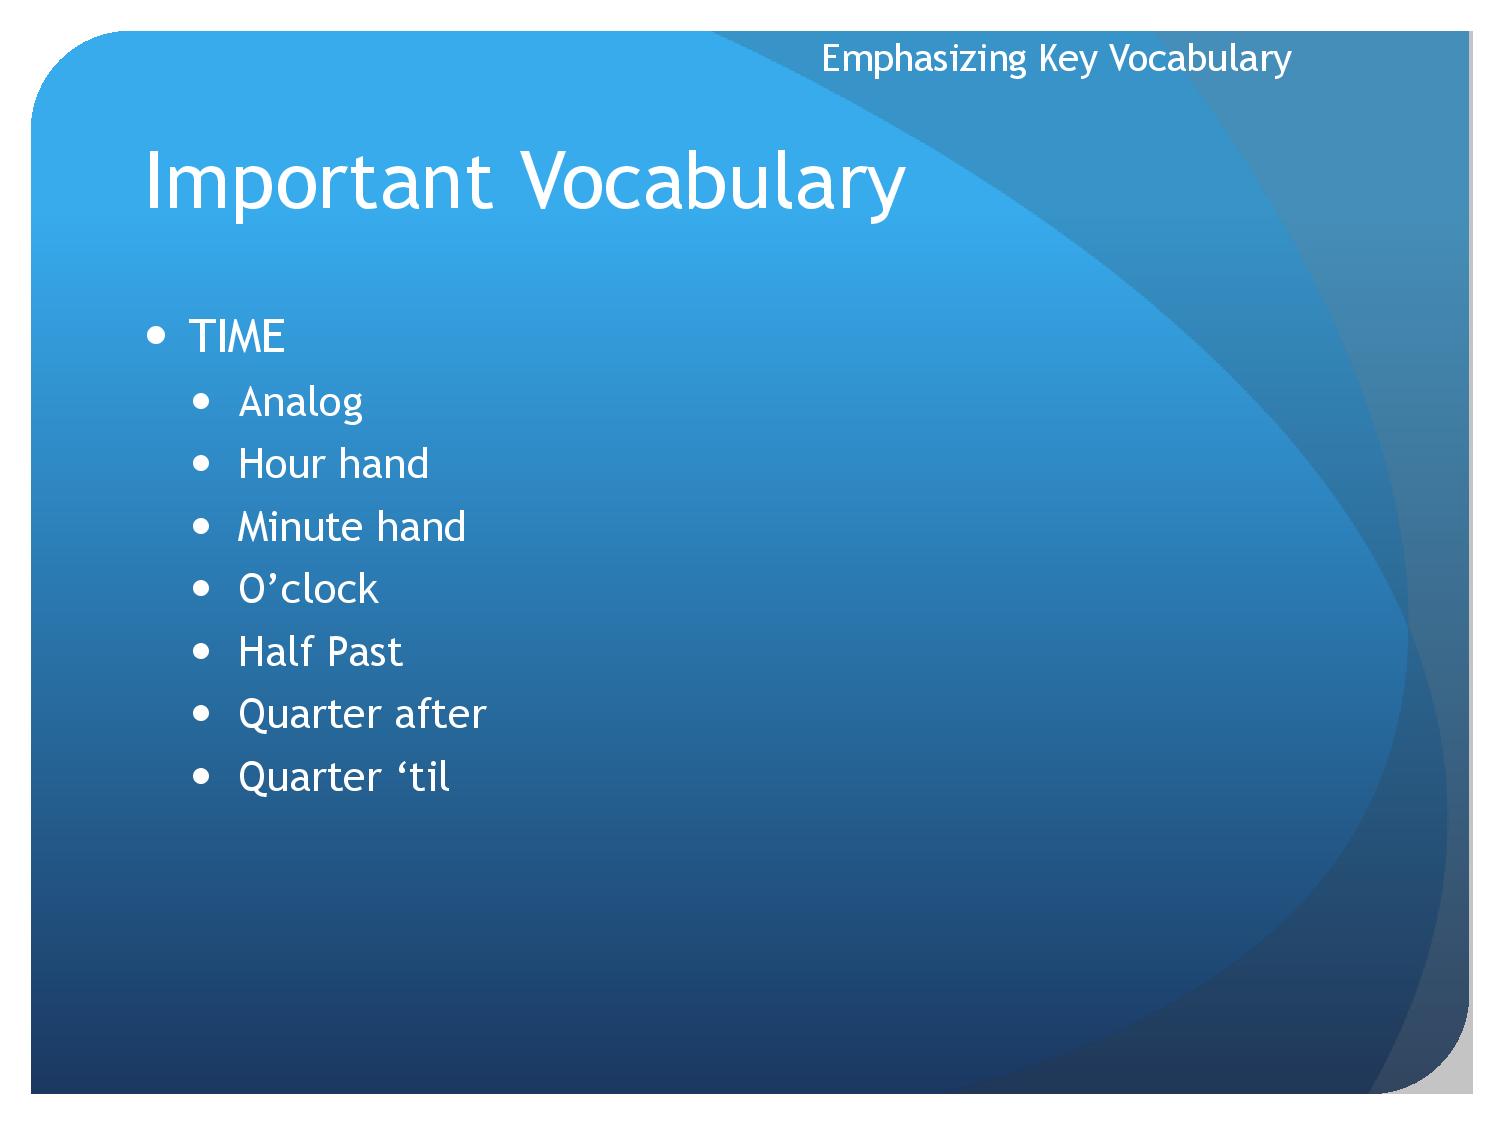 Emphasizing Key Vocabulary
Important Vocabulary
• TIME
• Analog
• Hour hand
• Minute hand
• O’clock
• Half Past
• Quarter after
• Quarter ‘til